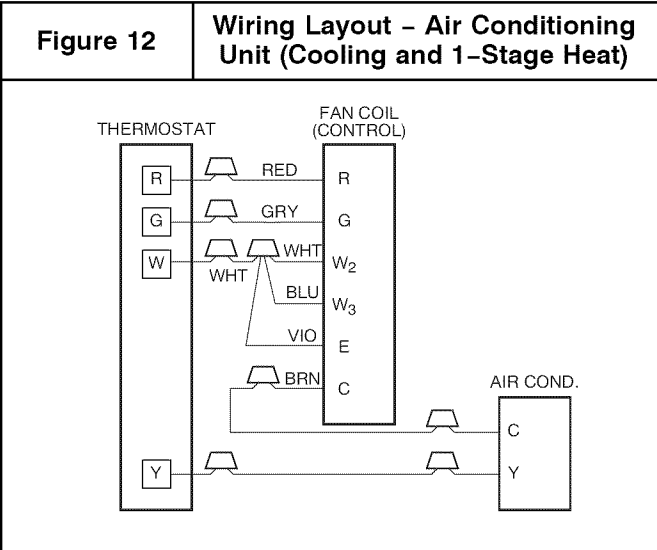 Figure 12
Wiring Layout – Air Conditioning
Unit (Cooling and 1–Stage Heat)
THERMOSTAT
FAN COIL
(CONTROL)
R
RED
R
G
GRY
G
W
WHT
WHT
W2
BLU
W3
VIO
E
BRN
C
AIR COND.
C
Y
Y